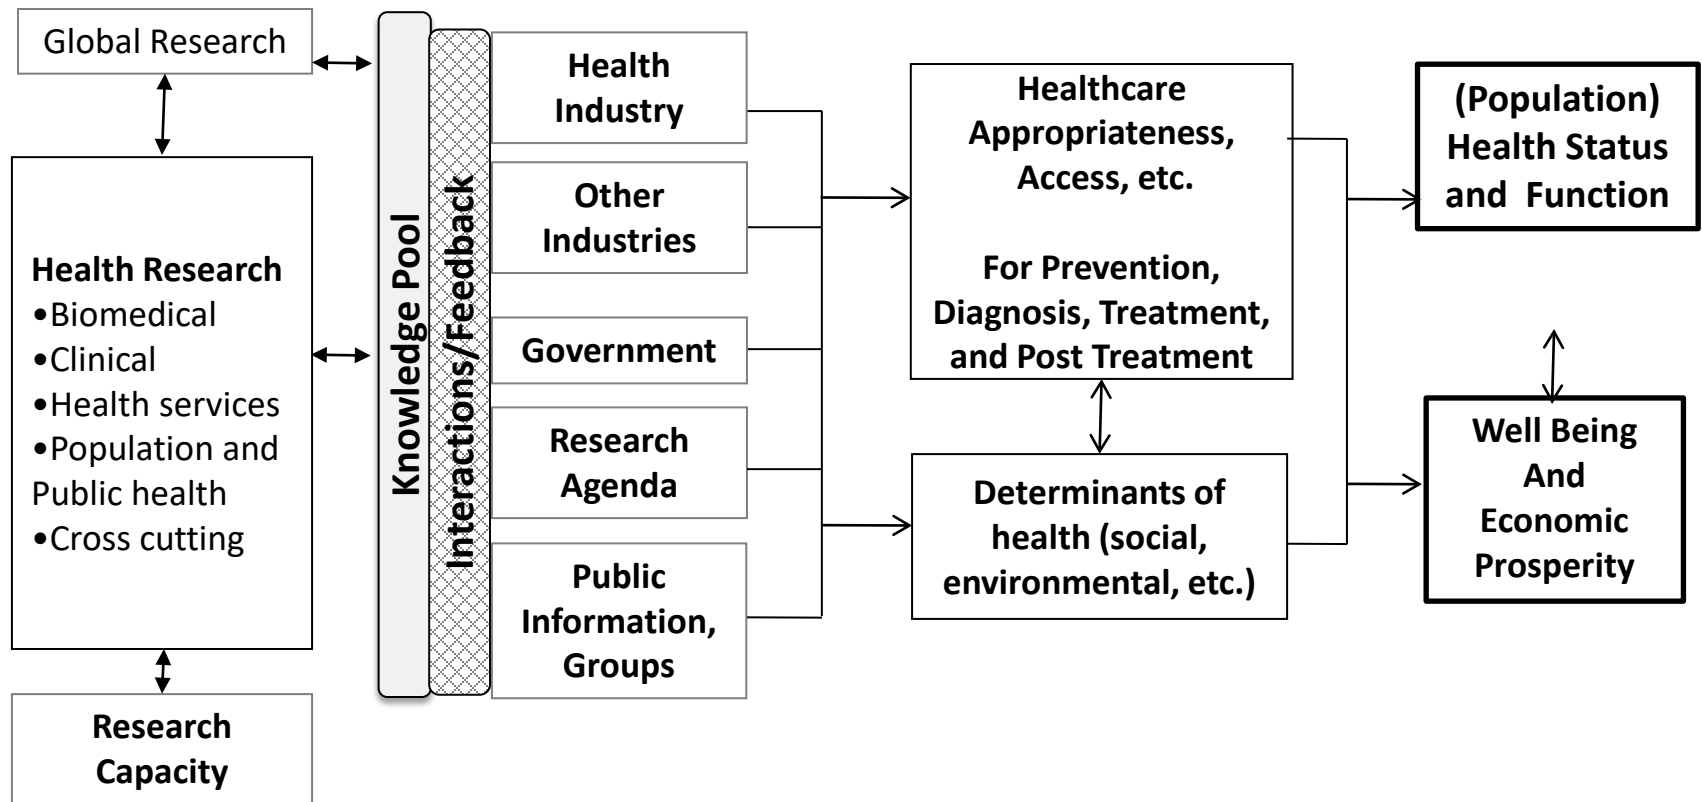 Global Research
Health Research
•Biomedical
•Clinical
•Health services
•Population and
Public health
•Cross cutting
Research
Capacity
Knowledge Pool
Interactions/Feedback
Health
Industry
Other
Industries
Government
Research
Agenda
Public
Information,
Groups
Healthcare
Appropriateness,
Access, etc.
For Prevention,
Diagnosis, Treatment,
and Post Treatment
Determinants of
health (social,
environmental, etc.)
(Population)
Health Status
and Function
Well Being
And
Economic
Prosperity